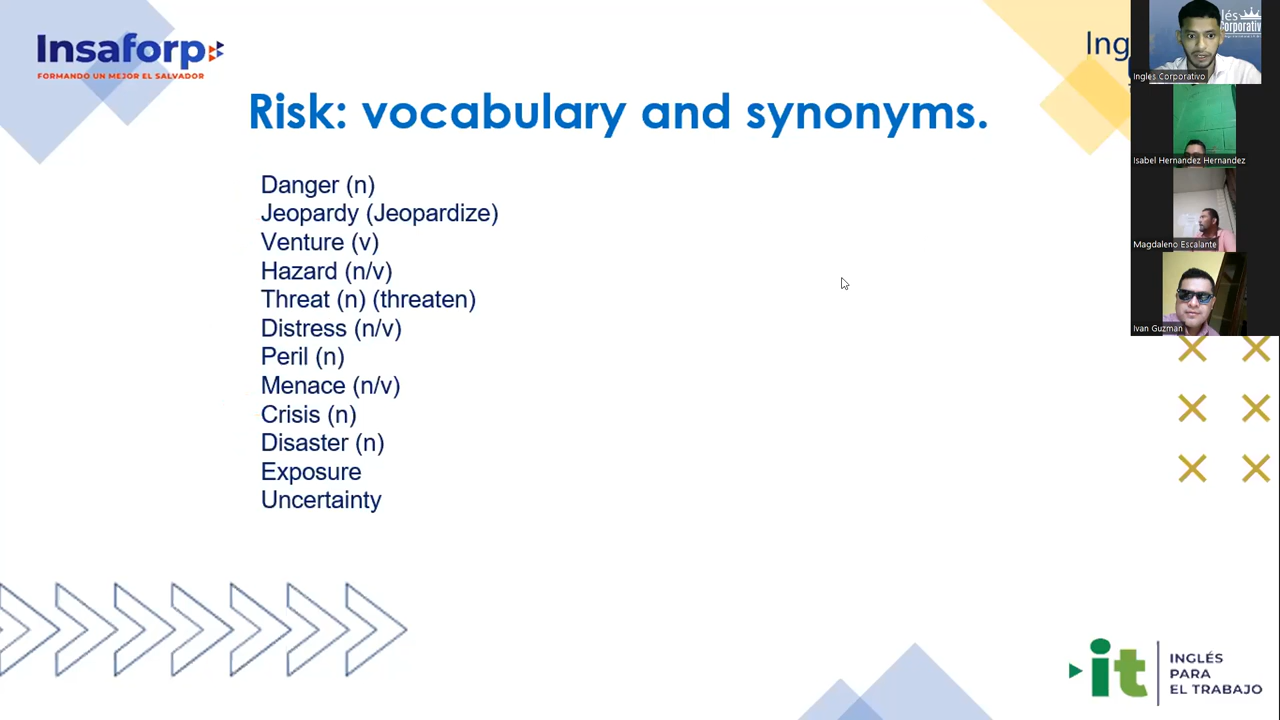 Insaforp
FORMANDO UN MEJOR EL SALVADOR
Ing
lés
corporativ
Ingles Corporativo
Risk: vocabulary and synonyms.
Isabel Hernandez Hernandez
Danger (n)
Jeopardy (Jeopardize)
Venture (v)
Hazard (n/v)
Threat (n) (threaten)
Distress (n/v)
Peril (n)
Menace (n/v)
Crisis (n)
Disaster (n)
Exposure
Uncertainty
Magdaleno Escalante
Ivan Guzman
it
INGLÉS
PARA
EL TRABAJO